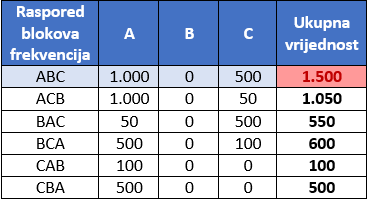 Raspored blokova frekvencija A B C Ukupna vrijednost
ABC 1.000 0 500 1.500
ACB 1.000 0 50 1.050
BAC 50 0 500 550
BCA 500 0 100 600
CAB 100 0 0 100
CBA 500 0 0 500